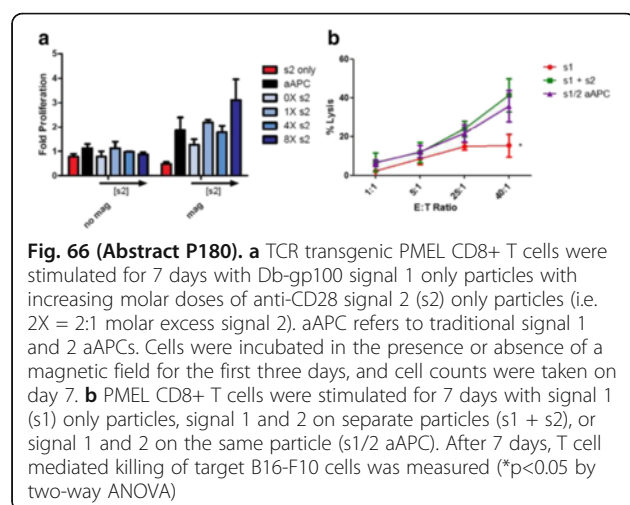 a
b
Fold Proliferation
5
4
3
2
1
0
[s2]
no mag
[s2]
mag
s2 only
aAPC
0X s2
1X s2
4X s2
8X s2
% Lysis
60
40
20
0
1:1
5:1
25:1
40:1
E:T Ratio
s1
s1 + s2
s1/2 aAPC
*
Fig. 66 (Abstract P180). a TCR transgenic PMEL CD8+ T cells were
stimulated for 7 days with Db-gp100 signal 1 only particles with
increasing molar doses of anti-CD28 signal 2 (s2) only particles (i.e.
2X = 2:1 molar excess signal 2). aAPC refers to traditional signal 1
and 2 aAPCs. Cells were incubated in the presence or absence of a
magnetic field for the first three days, and cell counts were taken on
day 7. b PMEL CD8+ T cells were stimulated for 7 days with signal 1
(s1) only particles, signal 1 and 2 on separate particles (s1 + s2), or
signal 1 and 2 on the same particle (s1/2 aAPC). After 7 days, T cell
mediated killing of target B16-F10 cells was measured (*p<0.05 by
two-way ANOVA)